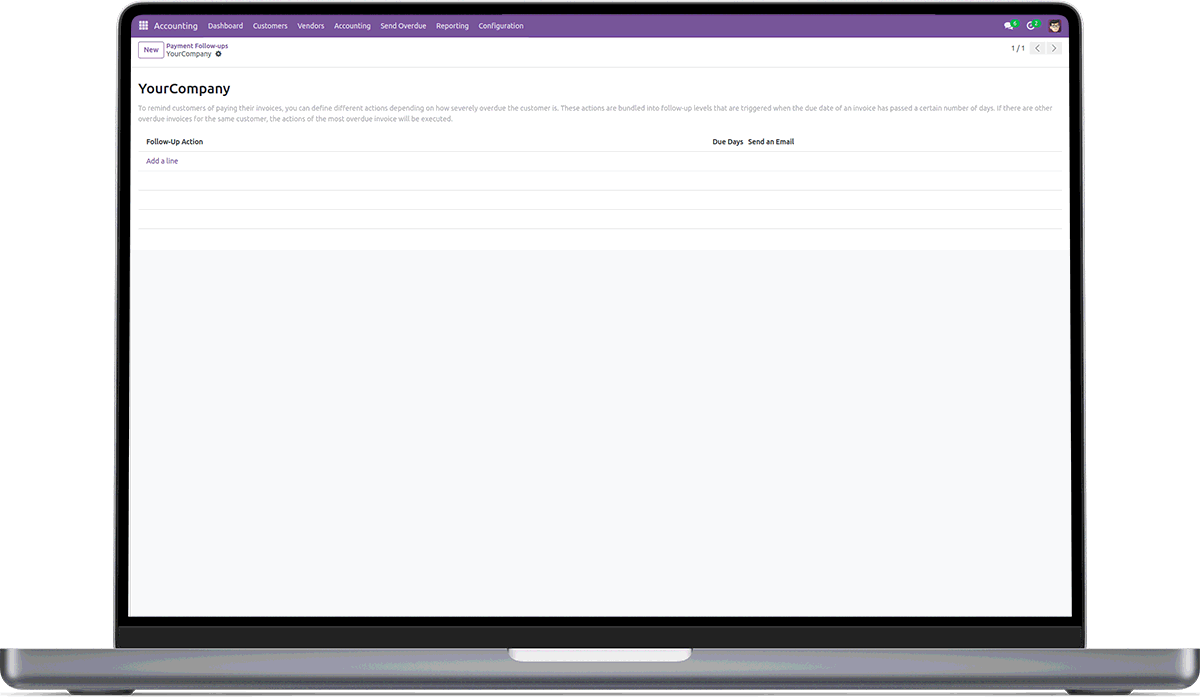 Accounting Dashboard Customers Vendors Accounting Send Overdue Reporting Configuration 6 2
New Payment Follow-ups
YourCompany
1 / 1
YourCompany
To remind customers of paying their invoices, you can define different actions depending on how severely overdue the customer is. These actions are bundled into follow-up levels that are triggered when the due date of an invoice has passed a certain number of days. If there are other
overdue invoices for the same customer, the actions of the most overdue invoice will be executed.
Follow-Up Action Due Days Send an Email
Add a line